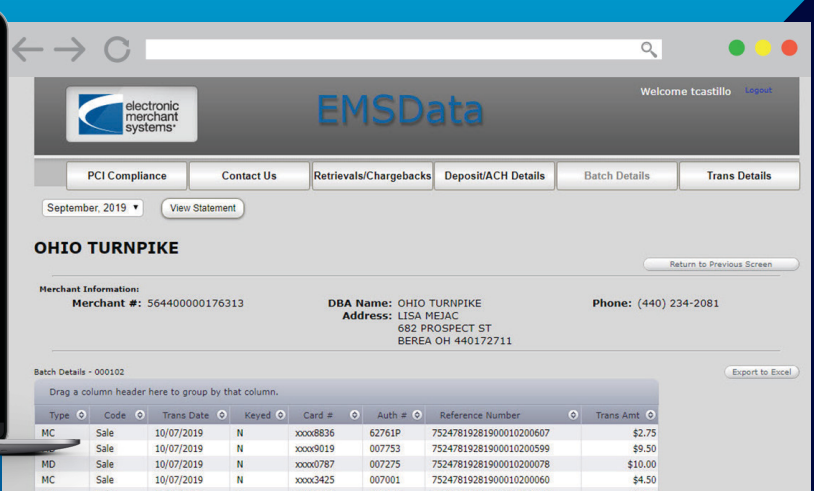 electronic
merchant
systems
EMSData
Welcome tcastillo Logout
PCI Compliance Contact Us Retrievals/Chargebacks Deposit/ACH Details Batch Details Trans Details
September, 2019 View Statement
OHIO TURNPIKE
Return to Previous Screen
Merchant Information:
Merchant #: 564400000176313 DBA Name: OHIO TURNPIKE Phone: (440) 234-2081
Address: LISA MEJAC
682 PROSPECT ST
BEREA OH 440172711
Batch Details - 000102 Export to Excel
Drag a column header here to group by that column.
Type Code Trans Date Keyed Card # Auth # Reference Number Trans Amt
MC Sale 10/07/2019 N xxxx8836 62761P 75247819281900010200607 $2.75
Sale 10/07/2019 N xxxx9019 007753 75247819281900010200599 $9.50
MD Sale 10/07/2019 N xxxx0787 007275 75247819281900010200078 $10.00
MC Sale 10/07/2019 N xxxx3425 007001 75247819281900010200060 $4.50